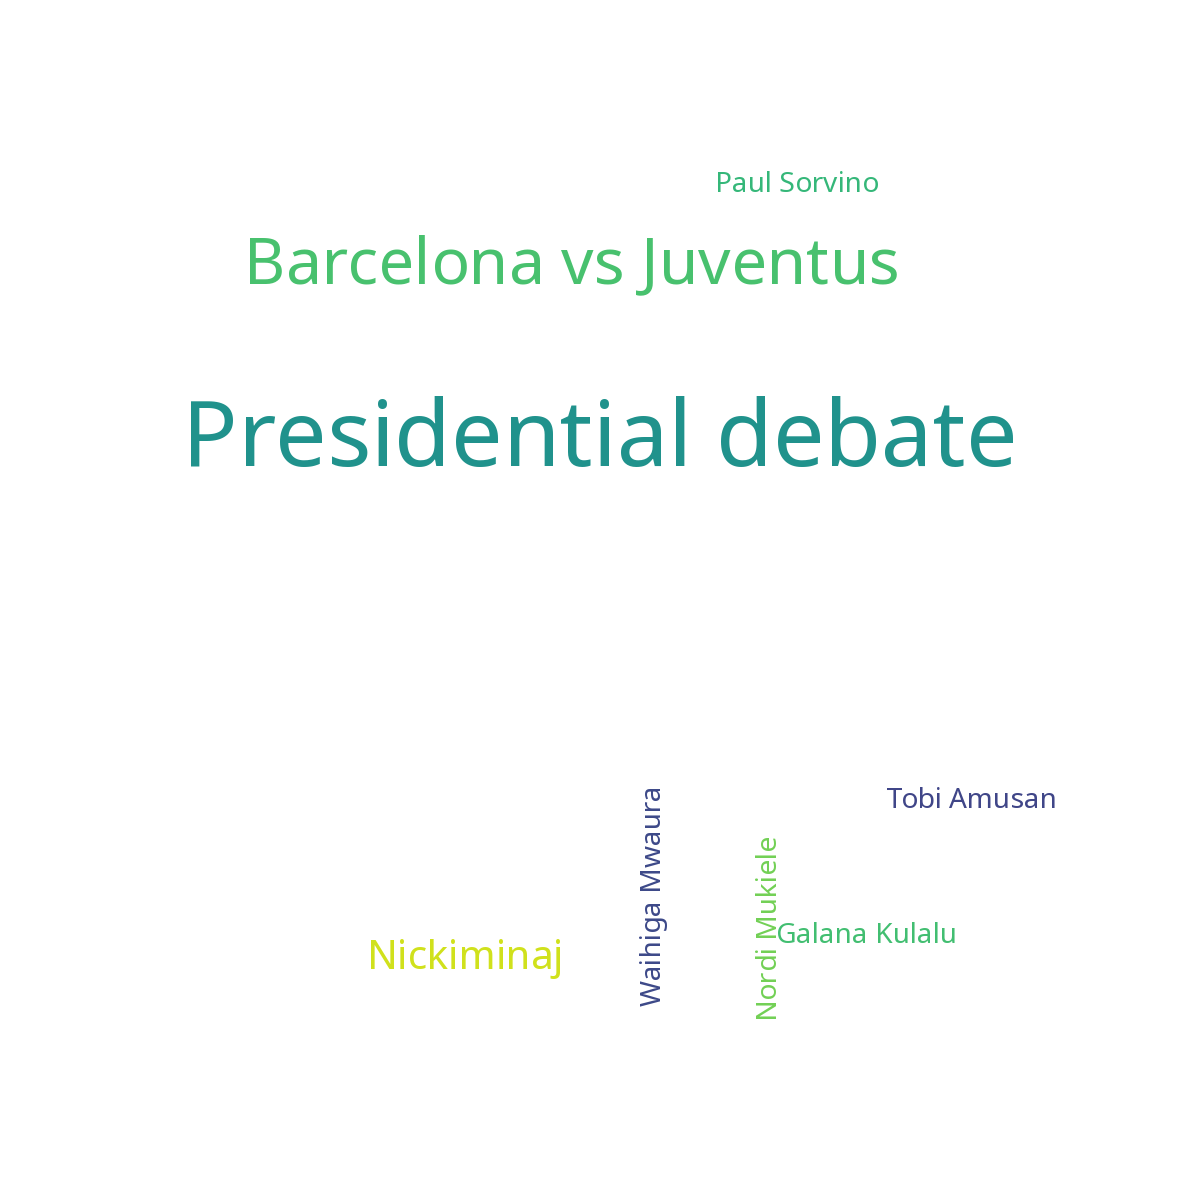 Paul Sorvino
Barcelona vs Juventus
Presidential debate
Tobi Amusan
Waihiga Mwaura
Nordi Mukiele
Galana Kulalu
Nickiminaj